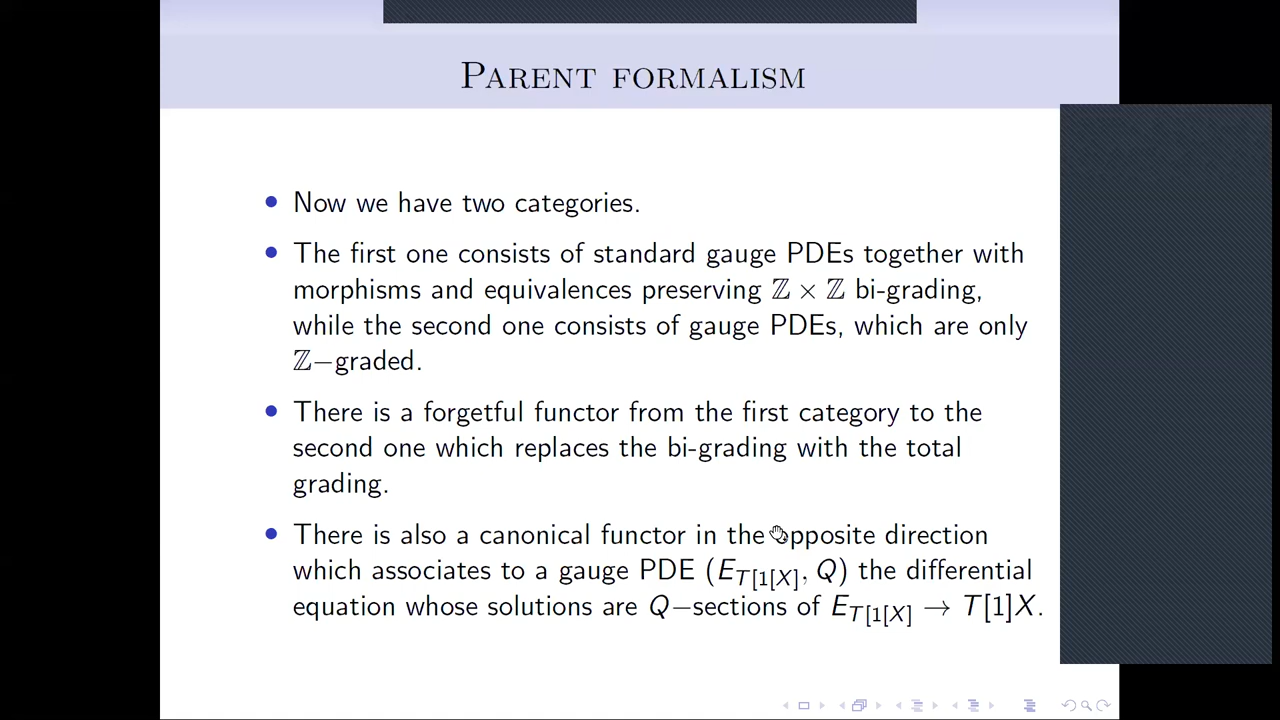 PARENT FORMALISM
• Now we have two categories.
• The first one consists of standard gauge PDEs together with
morphisms and equivalences preserving ℤ × ℤ bi-grading,
while the second one consists of gauge PDEs, which are only
ℤ−graded.
• There is a forgetful functor from the first category to the
second one which replaces the bi-grading with the total
grading.
• There is also a canonical functor in the opposite direction
which associates to a gauge PDE (E_{T[1[X]}, Q) the differential
equation whose solutions are Q−sections of E_{T[1[X]} → T[1]X.